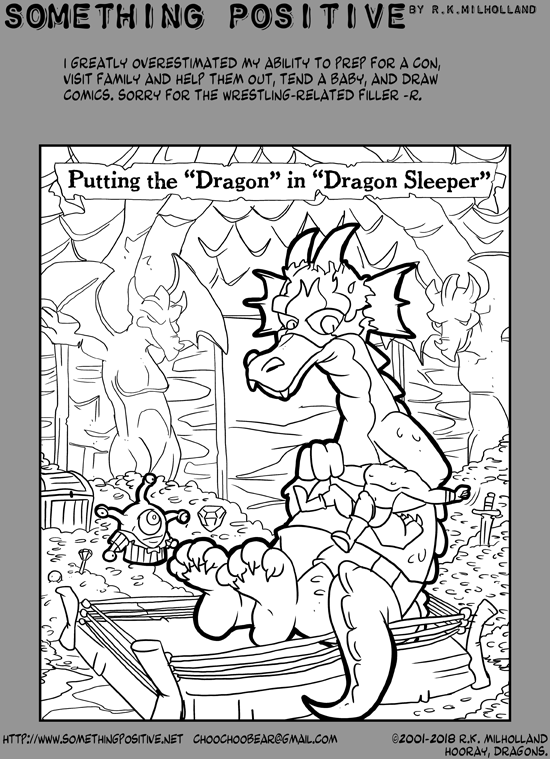 SOMETHING POSITIVE BY R.K.MILHOLLAND
I GREATLY OVERESTIMATED MY ABILITY TO PREP FOR A CON,
VISIT FAMILY AND HELP THEM OUT, TEND A BABY, AND DRAW
COMICS. SORRY FOR THE WRESTLING-RELATED FILLER -R.
Putting the “Dragon” in “Dragon Sleeper”
HTTP://WWW.SOMETHINGPOSITIVE.NET CHOOCHOOBEAR@GMAIL.COM ©2001-2018 R.K. MILHOLLAND
HOORAY, DRAGONS.